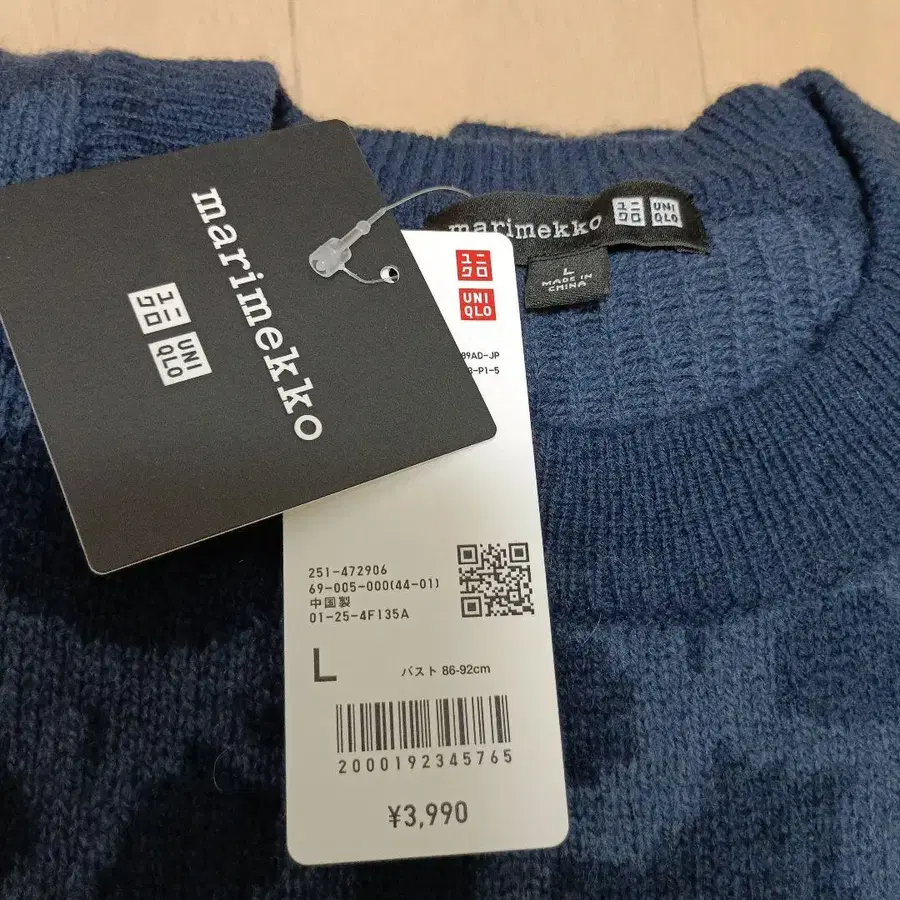 marimekko
ユニ
クロ
UNI
QLO
marimekko
ユニ
クロ
UNI
QLO
L
MADE IN
CHINA
ユニ
クロ
UNI
QLO
89AD-JP
-P1-5
251-472906
69-005-000(44-01)
中国製
01-25-4F135A
L
バスト 86-92cm
2000192345765
¥3,990